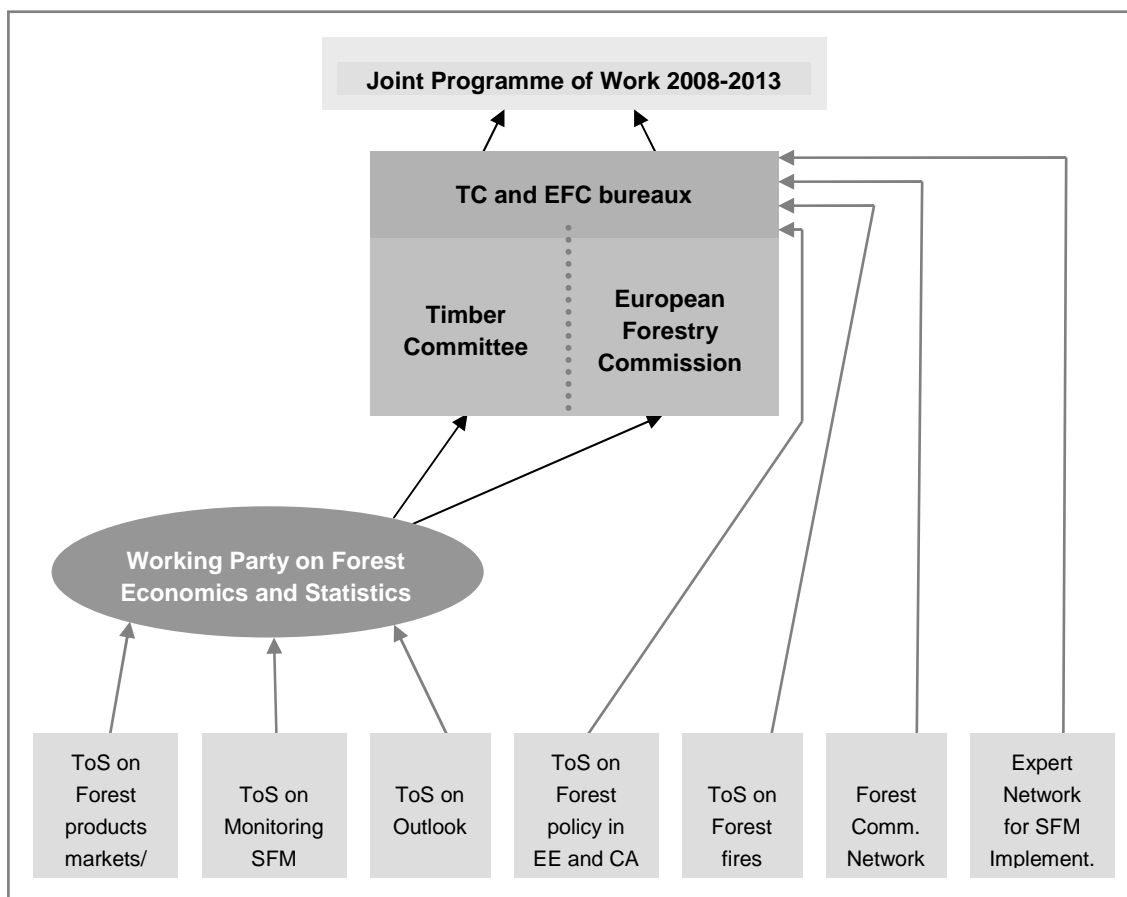 Joint Programme of Work 2008-2013
TC and EFC bureaux
Timber
Committee
European
Forestry
Commission
Working Party on Forest
Economics and Statistics
ToS on
Forest
products
markets/
ToS on
Monitoring
SFM
ToS on
Outlook
ToS on
Forest
policy in
EE and CA
ToS on
Forest
fires
Forest
Comm.
Network
Expert
Network
for SFM
Implement.